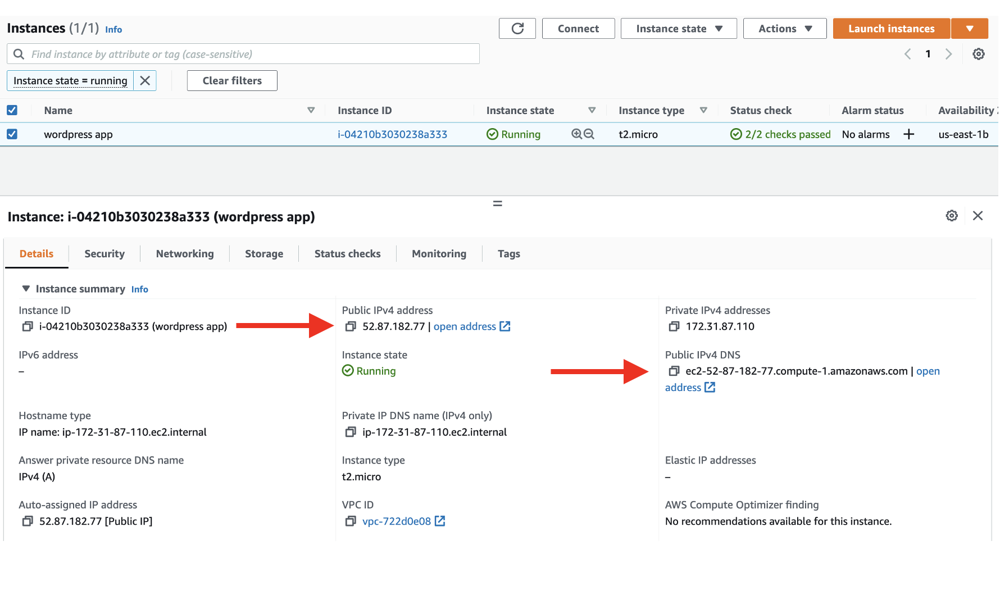 Instances (1/1) Info
Connect
Instance state
Actions
Launch instances
Find instance by attribute or tag (case-sensitive)
1
Instance state = running
Clear filters
Name Instance ID Instance state Instance type Status check Alarm status Availability
wordpress app i-04210b3030238a333 Running t2.micro 2/2 checks passed No alarms us-east-1b
Instance: i-04210b3030238a333 (wordpress app)
Details Security Networking Storage Status checks Monitoring Tags
Instance summary Info
Instance ID
i-04210b3030238a333 (wordpress app)
Public IPv4 address
52.87.182.77 | open address
Private IPv4 addresses
172.31.87.110
IPv6 address
–
Instance state
Running
Public IPv4 DNS
ec2-52-87-182-77.compute-1.amazonaws.com | open
address
Hostname type
IP name: ip-172-31-87-110.ec2.internal
Private IP DNS name (IPv4 only)
ip-172-31-87-110.ec2.internal
Answer private resource DNS name
IPv4 (A)
Instance type
t2.micro
Elastic IP addresses
–
Auto-assigned IP address
52.87.182.77 [Public IP]
VPC ID
vpc-722d0e08
AWS Compute Optimizer finding
No recommendations available for this instance.